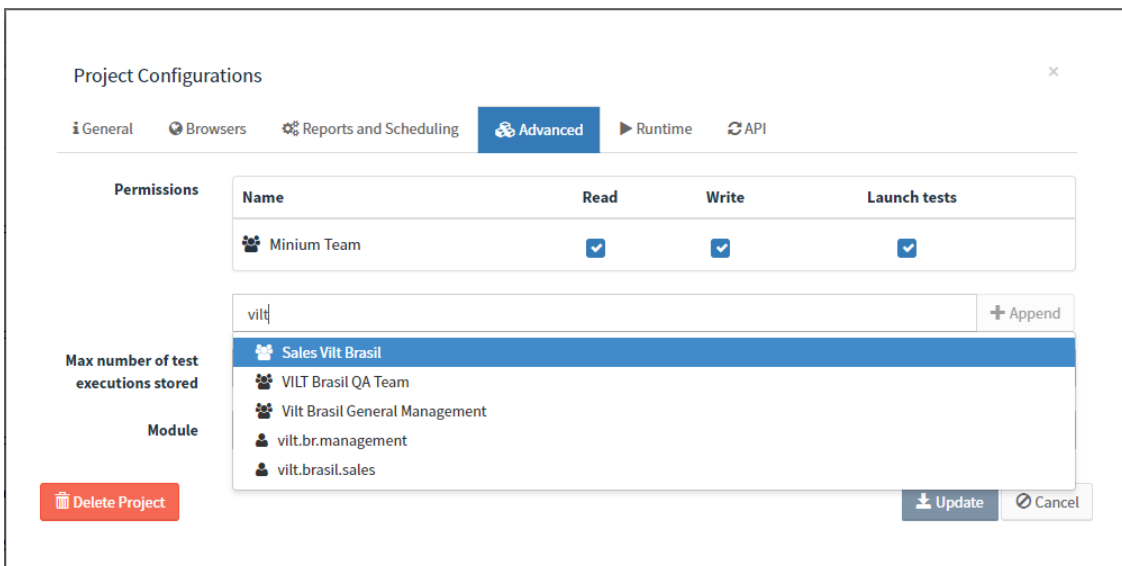 Project Configurations
×
General Browsers Reports and Scheduling Advanced Runtime API
Permissions
Name Read Write Launch tests
Minium Team
vilt
Append
Sales Vilt Brasil
VILT Brasil QA Team
Vilt Brasil General Management
vilt.br.management
vilt.brasil.sales
Max number of test
executions stored
Module
Delete Project
Update
Cancel